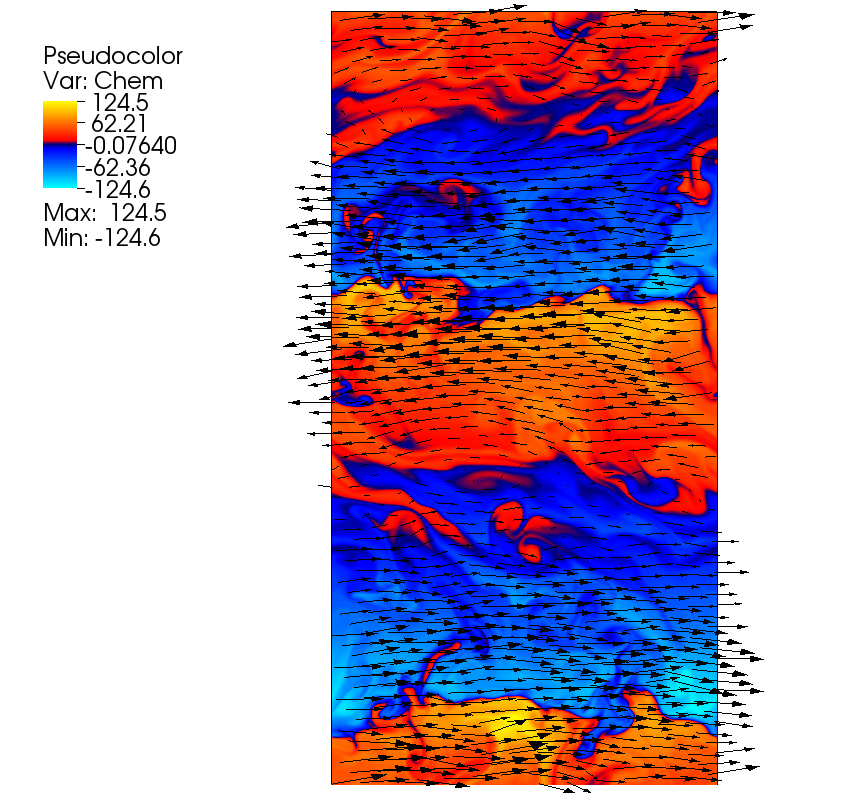 Pseudocolor
Var: Chem
124.5
62.21
-0.07640
-62.36
-124.6
Max: 124.5
Min: -124.6